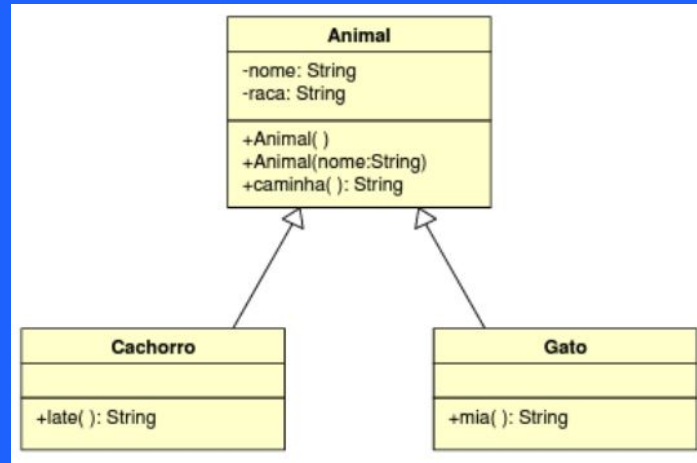 Animal
-nome: String
-raca: String
+Animal( )
+Animal(nome:String)
+caminha( ): String
Cachorro
+late( ): String
Gato
+mia( ): String